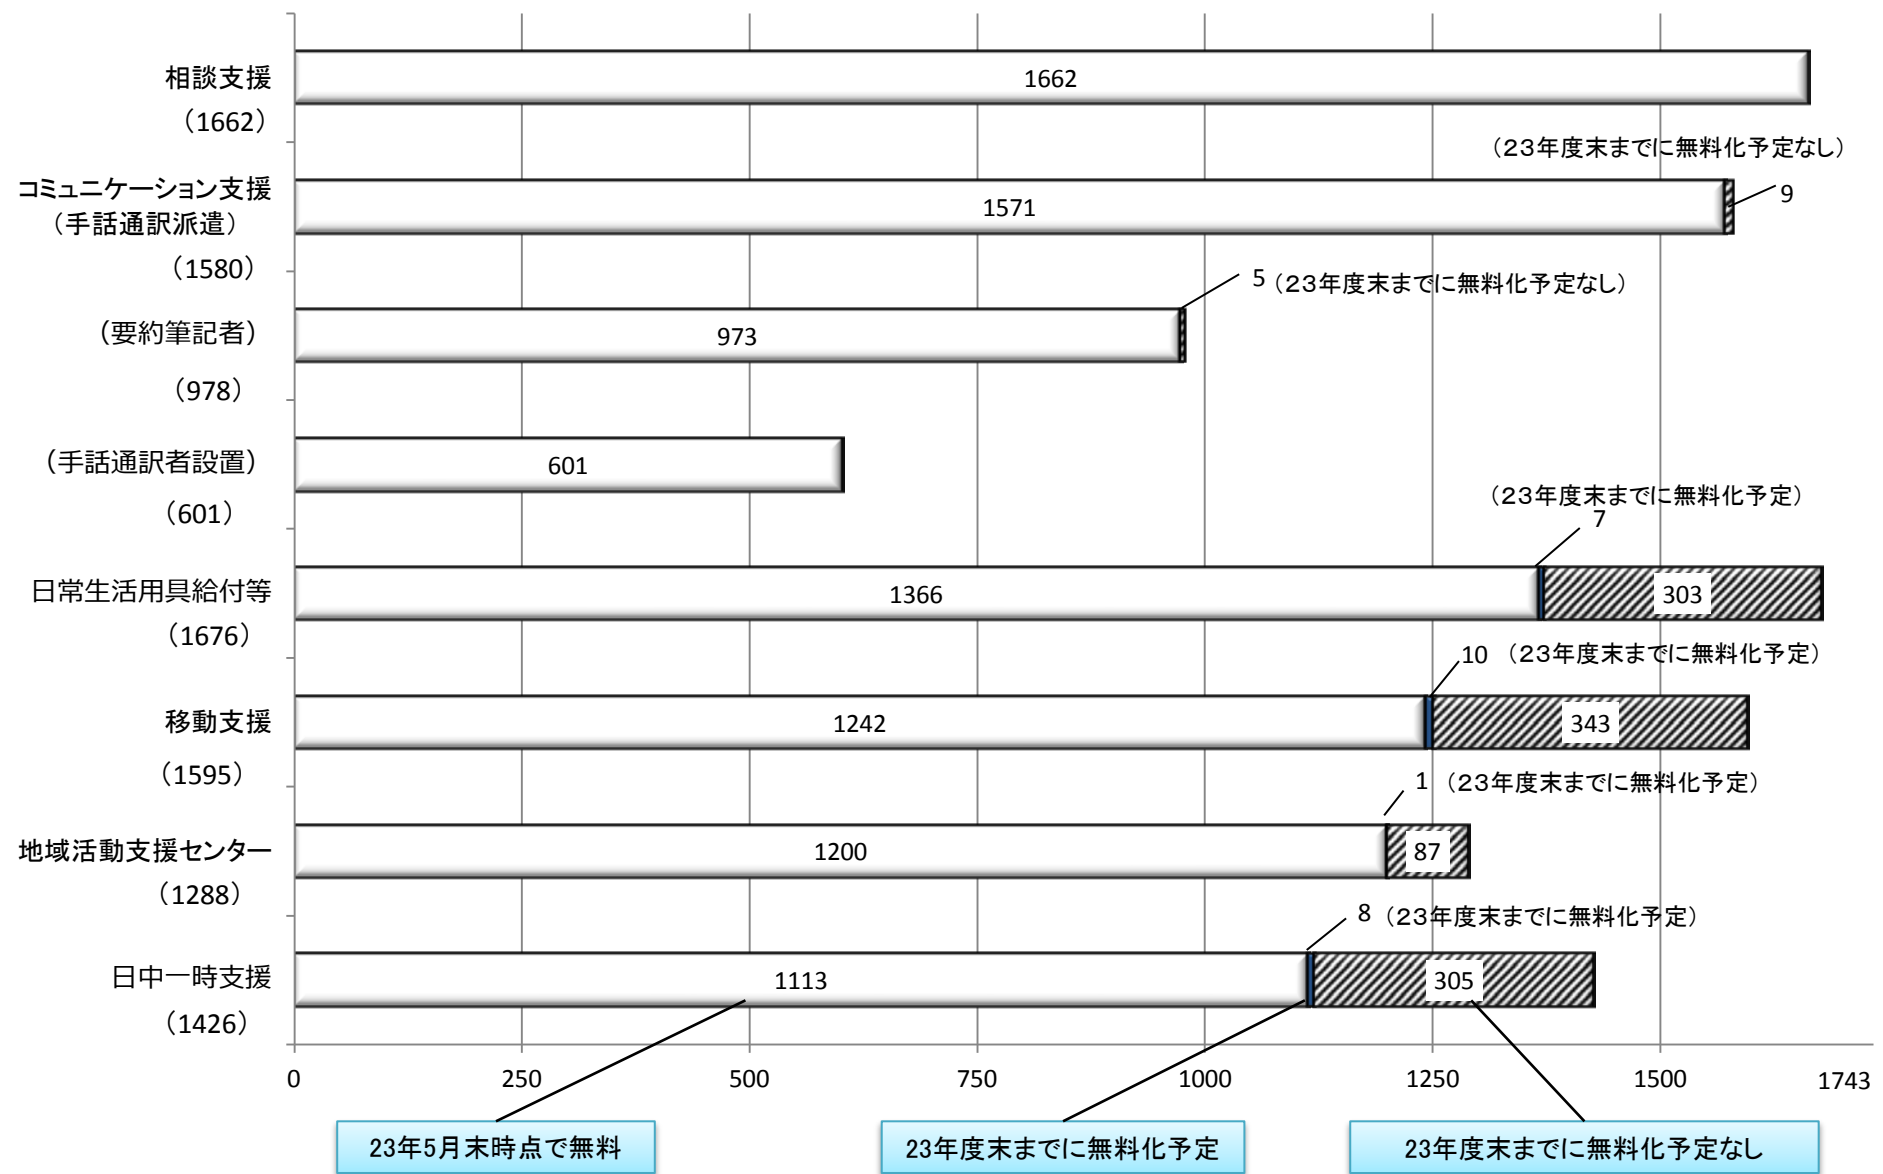 相談支援
(1662)
1662
(23年度末までに無料化予定なし)
コミュニケーション支援
(手話通訳派遣)
(1580)
1571
9
5(23年度末までに無料化予定なし)
(要約筆記者)
(978)
973
(手話通訳者設置)
(601)
601
(23年度末までに無料化予定)
7
日常生活用具給付等
(1676)
1366
303
10 (23年度末までに無料化予定)
移動支援
(1595)
1242
343
1 (23年度末までに無料化予定)
地域活動支援センター
(1288)
1200
87
8 (23年度末までに無料化予定)
日中一時支援
(1426)
1113
305
0 250 500 750 1000 1250 1500 1743
23年5月末時点で無料
23年度末までに無料化予定
23年度末までに無料化予定なし